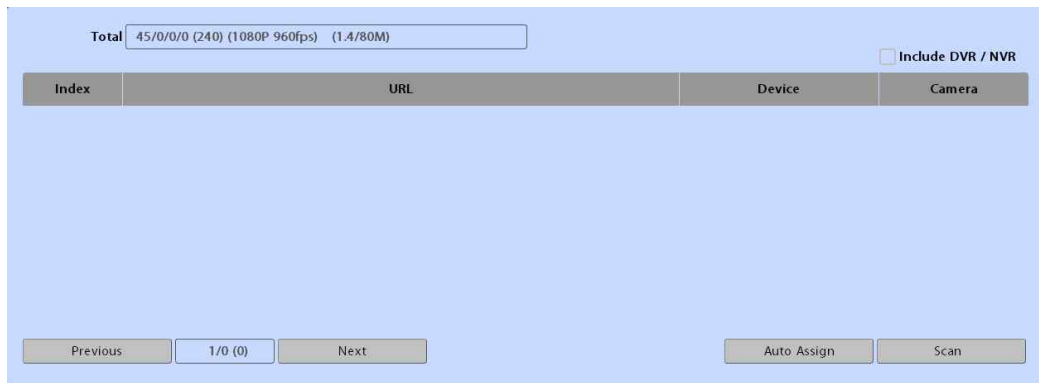 Total 45/0/0/0 (240) (1080P 960fps) (1.4/80M)
Include DVR / NVR
Index URL Device Camera
Previous 1/0 (0) Next Auto Assign Scan